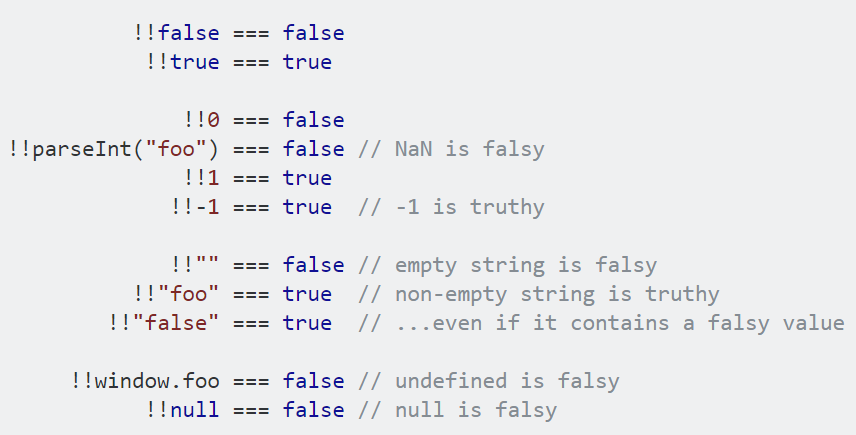 !!false === false
!!true === true
!!0 === false
!!parseInt("foo") === false // NaN is falsy
!!1 === true
!!-1 === true // -1 is truthy
!!"" === false // empty string is falsy
!!"foo" === true // non-empty string is truthy
!!"false" === true // ...even if it contains a falsy value
!!window.foo === false // undefined is falsy
!!null === false // null is falsy